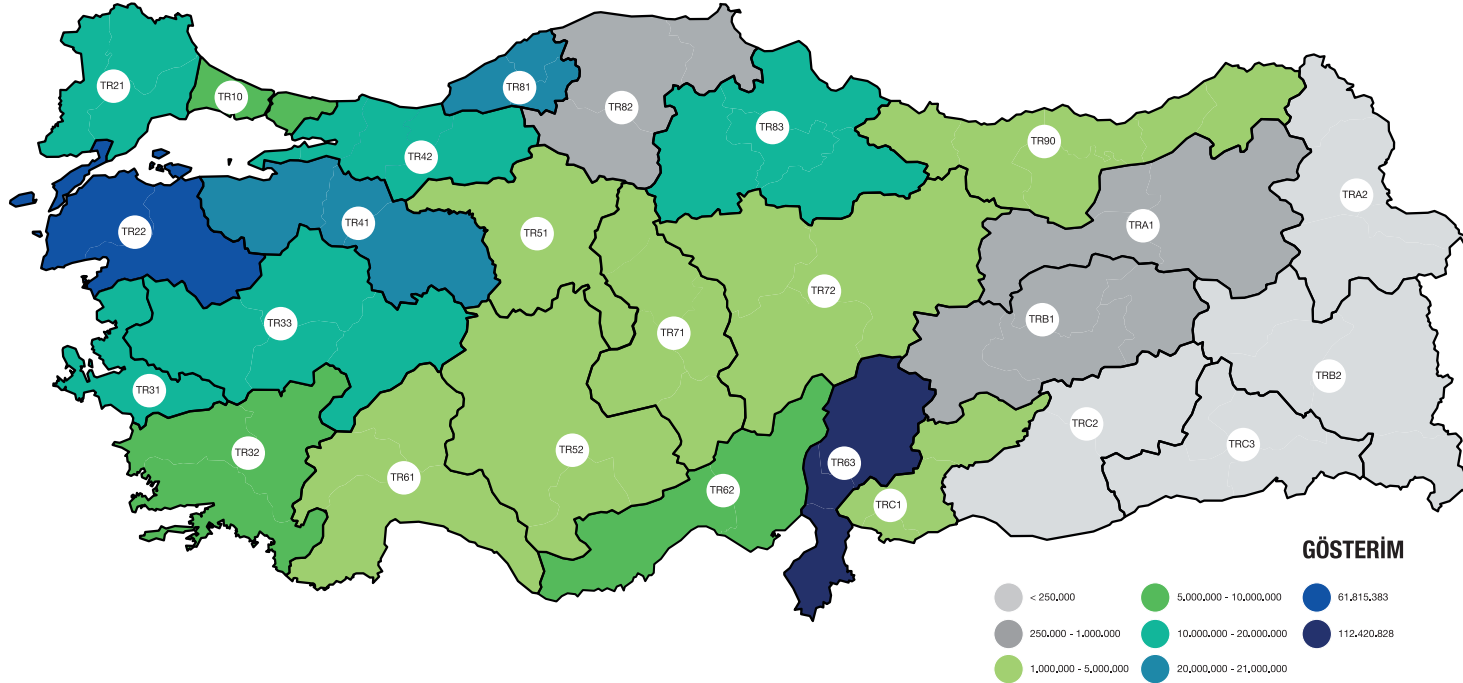 TR81
TR21
TR10
TR82
TR83
TR90
TR42
TRA2
TR41
TRA1
TR22
TR51
TR72
TRB1
TR33
TR71
TRB2
TR31
TRC2
TRC3
TR52
TR32
TR63
TR61
TR62
TRC1
GÖSTERİM
< 250.000
5.000.000 - 10.000.000
61.815.383
250.000 - 1.000.000
10.000.000 - 20.000.000
112.420.828
1.000.000 - 5.000.000
20.000.000 - 21.000.000